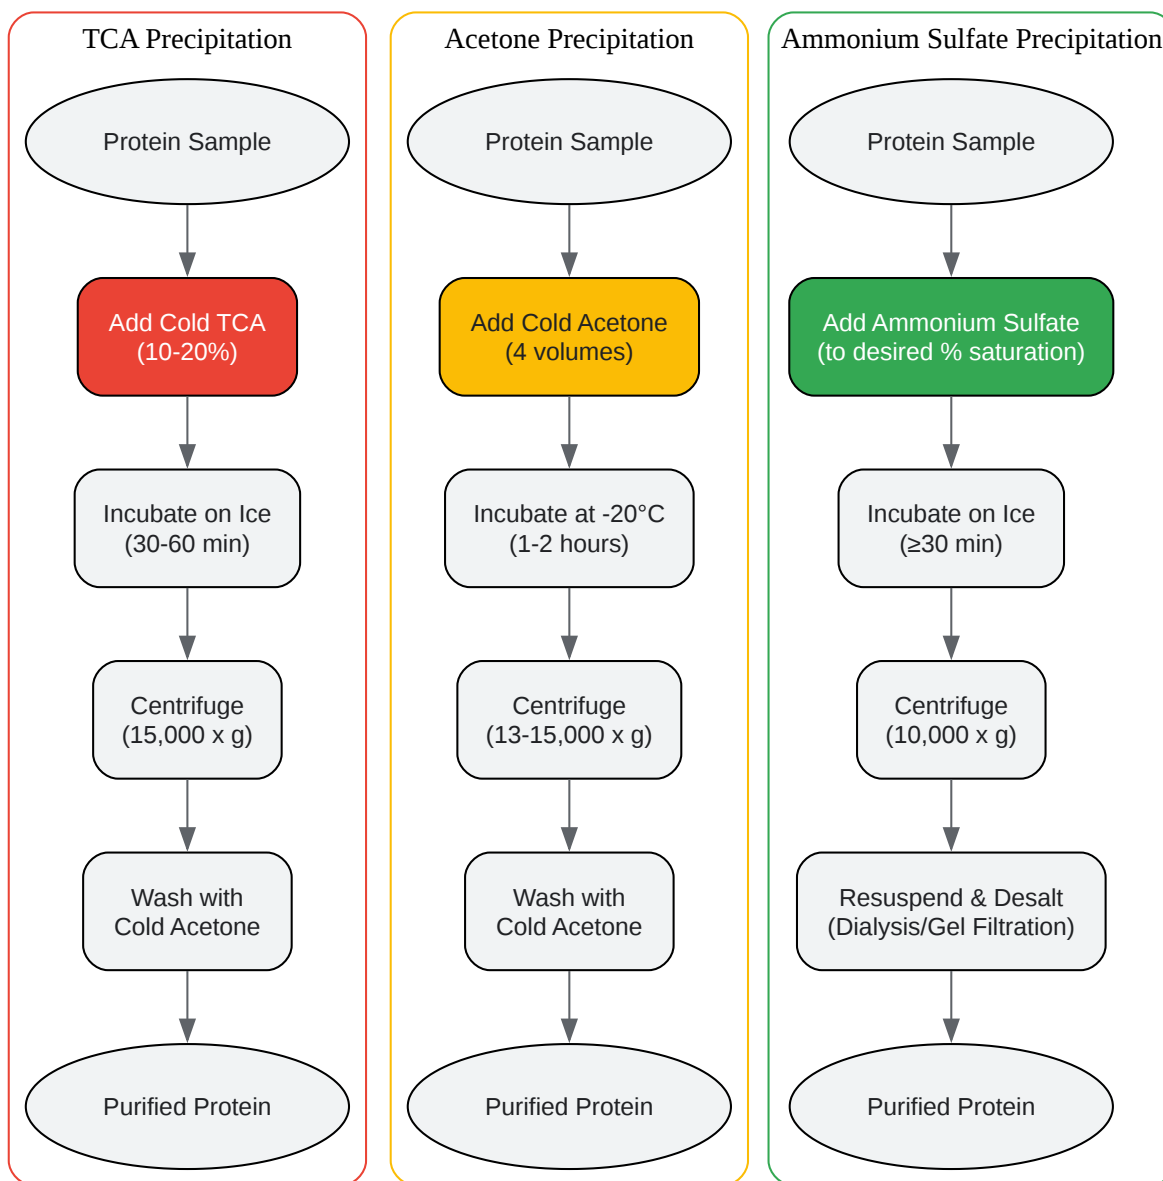 TCA Precipitation
Protein Sample
Add Cold TCA
(10-20%)
Incubate on Ice
(30-60 min)
Centrifuge
(15,000 x g)
Wash with
Cold Acetone
Purified Protein
Acetone Precipitation
Protein Sample
Add Cold Acetone
(4 volumes)
Incubate at -20°C
(1-2 hours)
Centrifuge
(13-15,000 x g)
Wash with
Cold Acetone
Purified Protein
Ammonium Sulfate Precipitation
Protein Sample
Add Ammonium Sulfate
(to desired % saturation)
Incubate on Ice
(≥30 min)
Centrifuge
(10,000 x g)
Resuspend & Desalt
(Dialysis/Gel Filtration)
Purified Protein